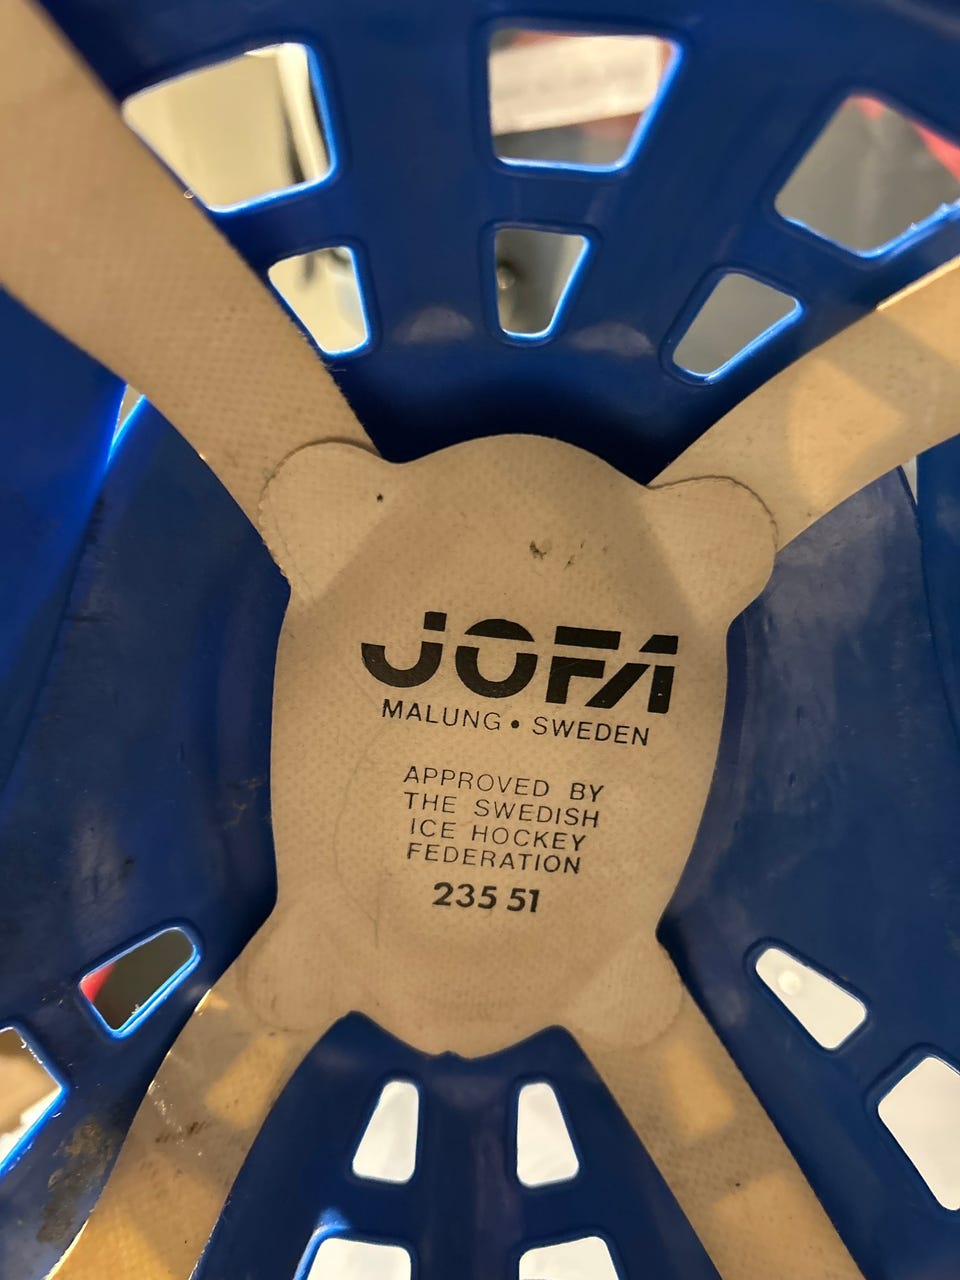 JOFA
MALUNG • SWEDEN
APPROVED BY
THE SWEDISH
ICE HOCKEY
FEDERATION
235 51